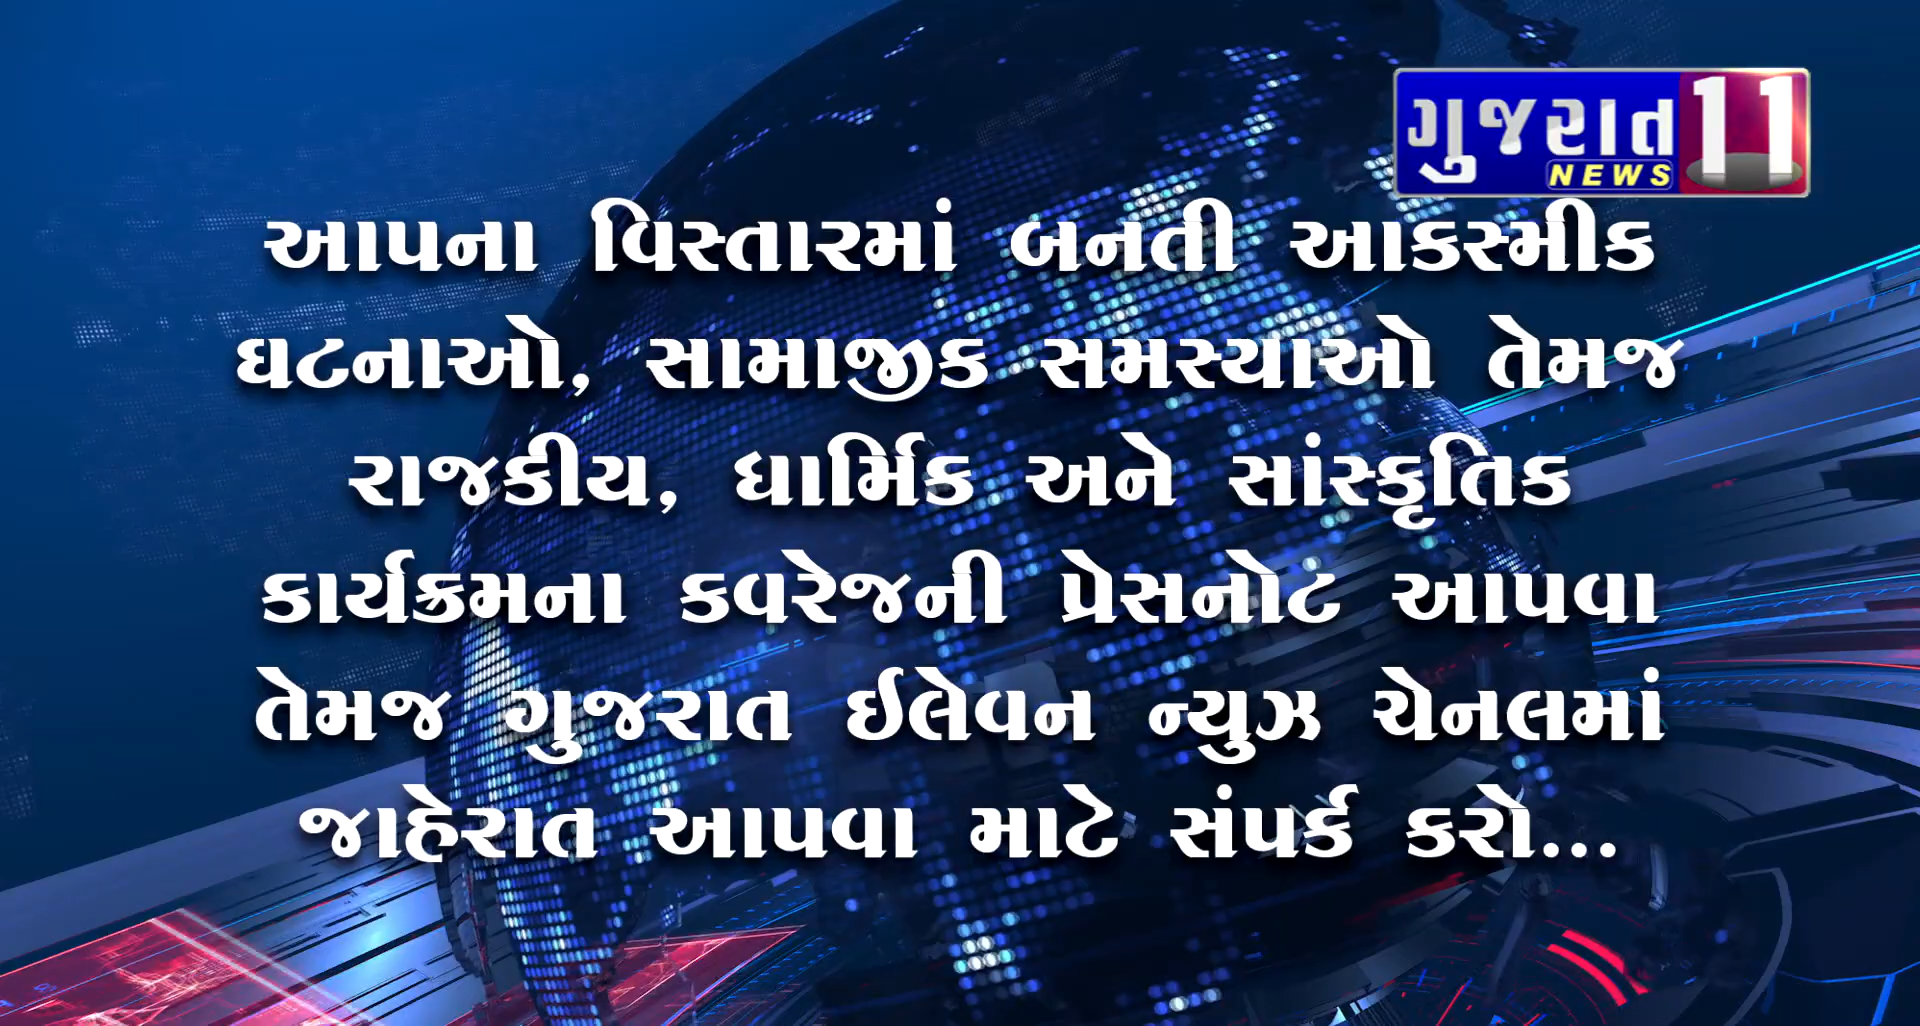 ગુજરાત 11
NEWS
આપના વિસ્તારમાં બનતી આકસ્મીક
ઘટનાઓ, સામાજીક સમસ્યાઓ તેમજ
રાજકીય, ધાર્મિક અને સાંસ્કૃતિક
કાર્યક્રમના કવરેજની પ્રેસનોટ આપવા
તેમજ ગુજરાત ઈલેવન ન્યુઝ ચેનલમાં
જાહેરાત આપવા માટે સંપર્ક કરો...